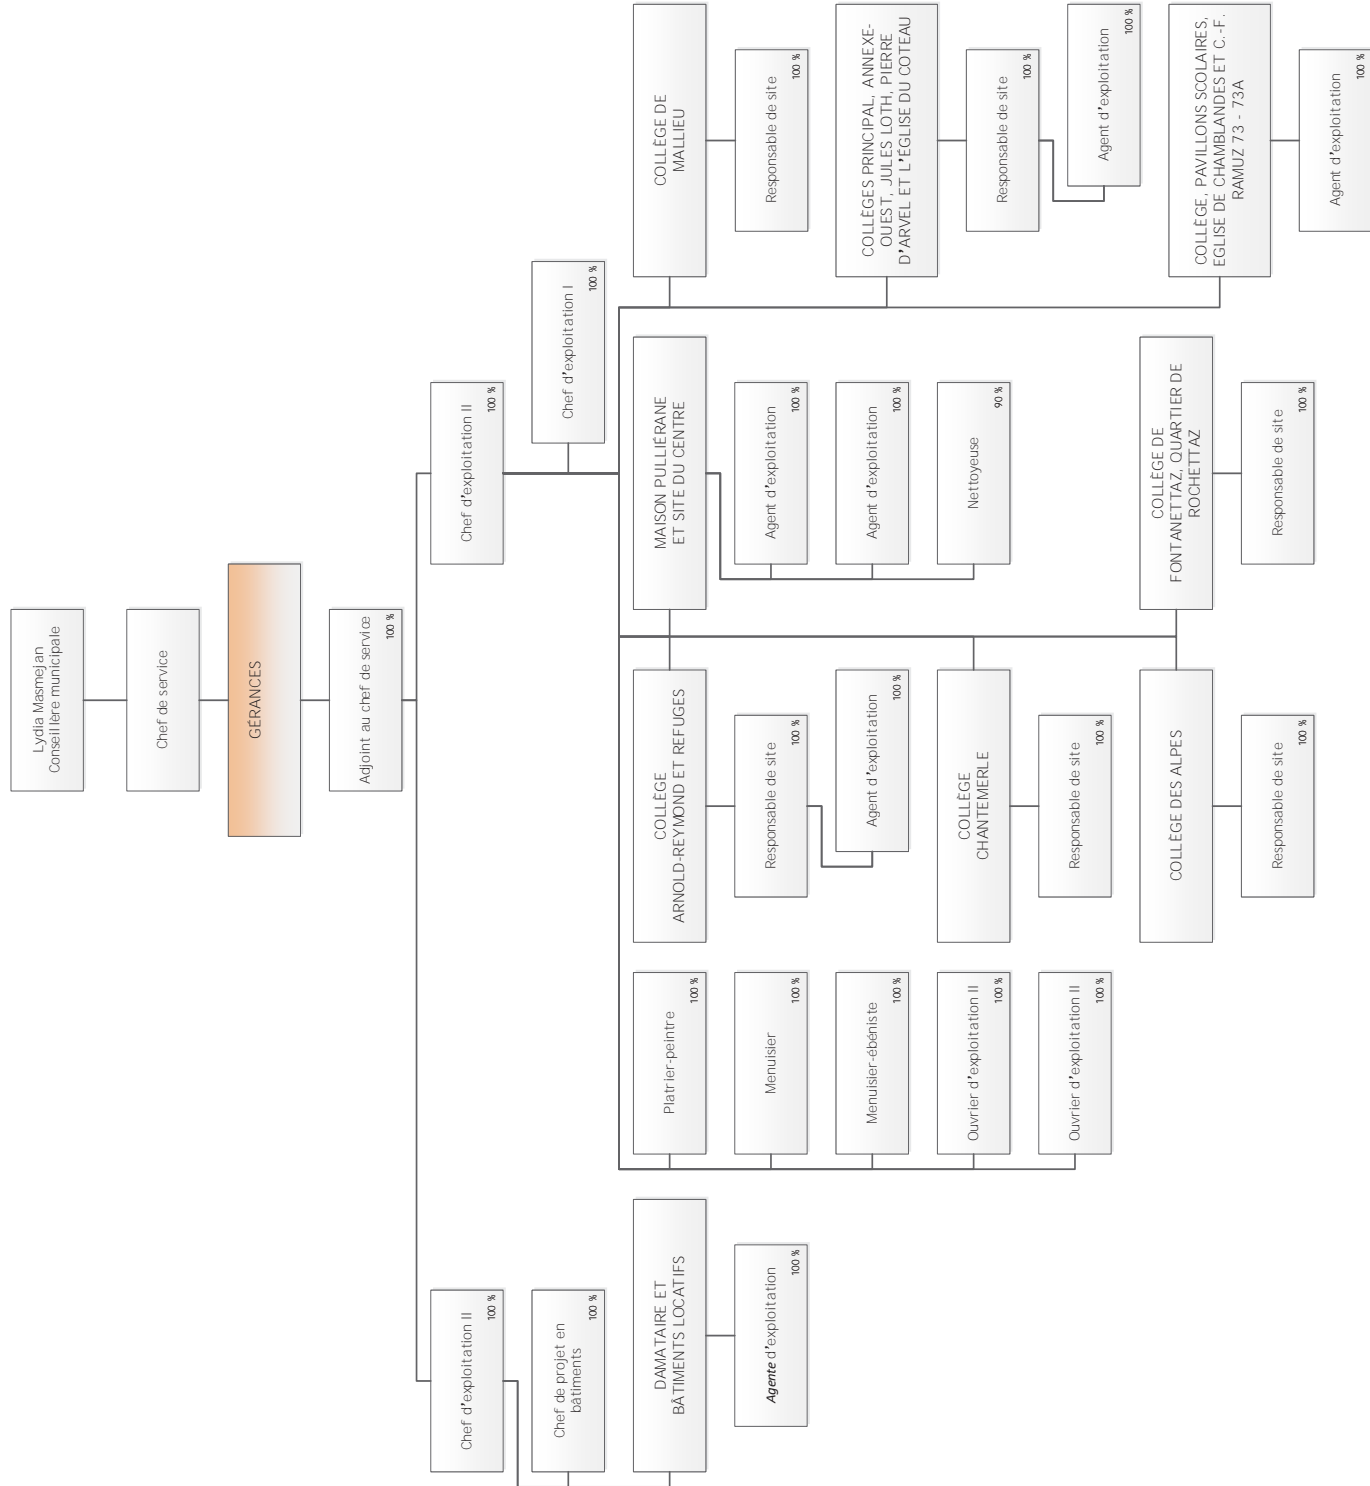 Lydia Masmejan
Conseillère municipale
Chef de service
GÉRANCES
Adjoint au chef de service
100 %
Chef d'exploitation II
100 %
Chef de projet en
bâtiments
100 %
DAMATAIRE ET
BÂTIMENTS LOCATIFS
Agente d'exploitation
100 %
Chef d'exploitation II
100 %
Chef d'exploitation I
100 %
Platrier-peintre
100 %
Menuisier
100 %
Menuisier-ébéniste
100 %
Ouvrier d'exploitation II
100 %
Ouvrier d'exploitation II
100 %
COLLÈGE
ARNOLD-REYMOND ET REFUGES
Responsable de site
100 %
Agent d'exploitation
100 %
COLLÈGE
CHANTEMERLE
Responsable de site
100 %
COLLÈGE DES ALPES
Responsable de site
100 %
MAISON PULLIÉRANE
ET SITE DU CENTRE
Agent d'exploitation
100 %
Agent d'exploitation
100 %
Nettoyeuse
90 %
COLLÈGE DE
FONTANETTAZ, QUARTIER DE
ROCHETTAZ
Responsable de site
100 %
COLLÈGE DE
MALLIEU
Responsable de site
100 %
COLLÈGES PRINCIPAL, ANNEXE-
OUEST, JULES LOTH, PIERRE
D'ARVEL ET L'ÉGLISE DU COTEAU
Responsable de site
100 %
Agent d'exploitation
100 %
COLLÈGE, PAVILLONS SCOLAIRES,
EGLISE DE CHAMBLANDES ET C.-F.
RAMUZ 73 - 73A
Agent d'exploitation
100 %